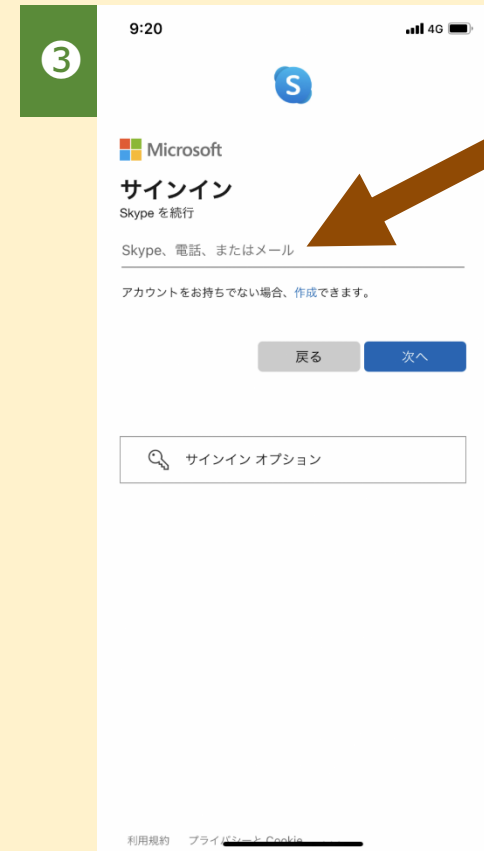 ❸
9:20
4G
S
Microsoft
サインイン
Skype を続行
Skype、電話、またはメール
アカウントをお持ちでない場合、作成できます。
戻る
次へ
サインイン オプション
利用規約 プライバシーと Cookie